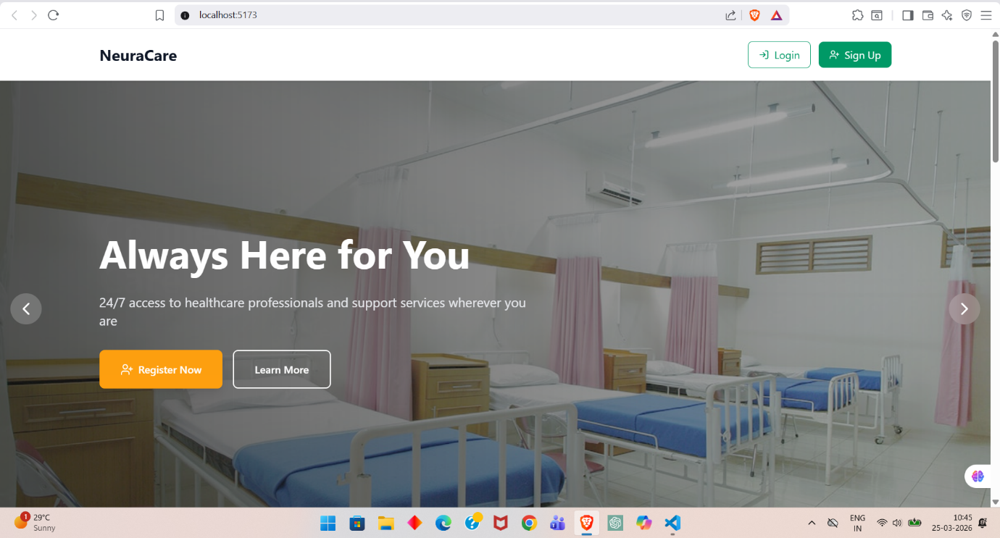 localhost:5173
NeuraCare
Login
Sign Up
Always Here for You
24/7 access to healthcare professionals and support services wherever you
are
Register Now
Learn More
1
29°C
Sunny
ENG
IN
10:45
25-03-2026